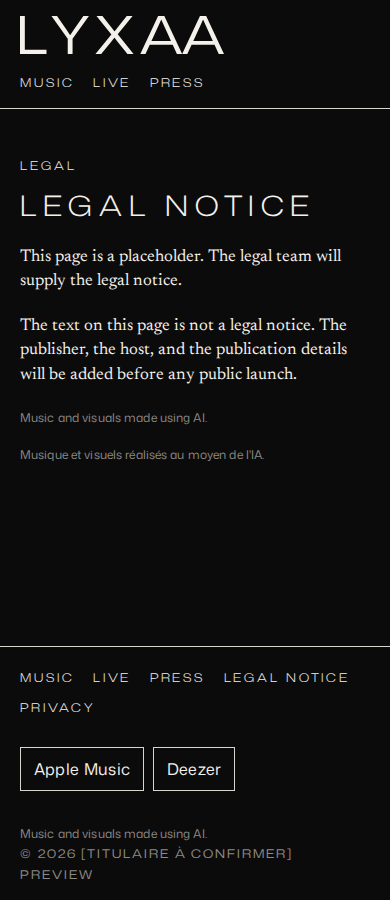 LYXAA
MUSIC LIVE PRESS
LEGAL
LEGAL NOTICE
This page is a placeholder. The legal team will
supply the legal notice.
The text on this page is not a legal notice. The
publisher, the host, and the publication details
will be added before any public launch.
Music and visuals made using AI.
Musique et visuels réalisés au moyen de l'IA.
MUSIC LIVE PRESS LEGAL NOTICE
PRIVACY
Apple Music Deezer
Music and visuals made using AI.
© 2026 [TITULAIRE À CONFIRMER]
PREVIEW